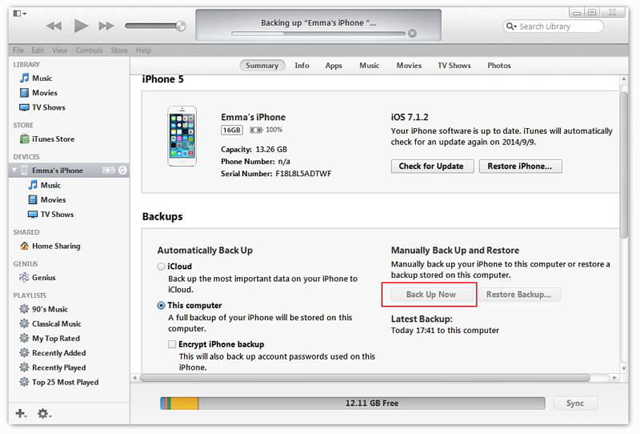 Backing up "Emma's iPhone "...
Search Library
File Edit View Controls Store Help
LIBRARY
Music
Movies
TV Shows
STORE
iTunes Store
DEVICES
Emma's iPhone
Music
Movies
TV Shows
SHARED
Home Sharing
GENIUS
Genius
PLAYLISTS
90's Music
Classical Music
My Top Rated
Recently Added
Recently Played
Top 25 Most Played
Summary Info Apps Music Movies TV Shows Photos
iPhone 5
Emma's iPhone
16GB 100%
Capacity: 13.26 GB
Phone Number: n/a
Serial Number: F18L8L5ADTWF
iOS 7.1.2
Your iPhone software is up to date. iTunes will automatically
check for an update again on 2014/9/9.
Check for Update Restore iPhone...
Backups
Automatically Back Up
iCloud
Back up the most important data on your iPhone to
iCloud.
This computer
A full backup of your iPhone will be stored on this
computer.
Encrypt iPhone backup
This will also back up account passwords used on this
iPhone.
Manually Back Up and Restore
Manually back up your iPhone to this computer or restore a
backup stored on this computer.
Back Up Now Restore Backup...
Latest Backup:
Today 17:41 to this computer
12.11 GB Free
Sync